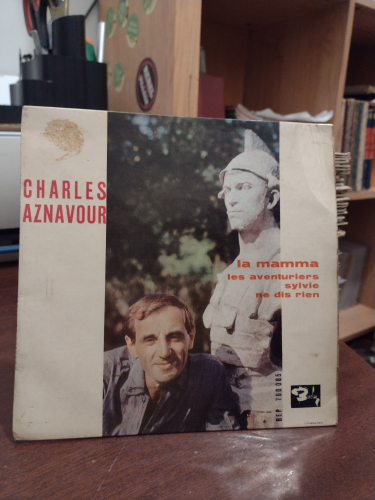 CHARLES
AZNAVOUR
la mamma
les aventuriers
sylvie
ne dis rien